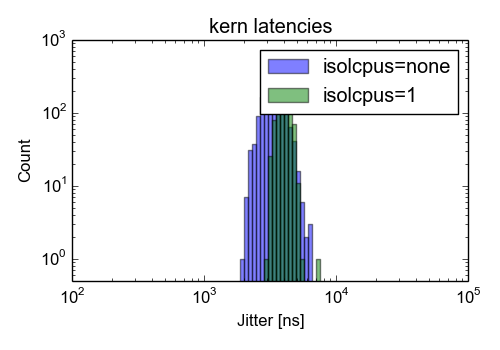 kern latencies
isolcpus=none
isolcpus=1
Count
10³
10²
10¹
10⁰
10² 10³ 10⁴ 10⁵
Jitter [ns]